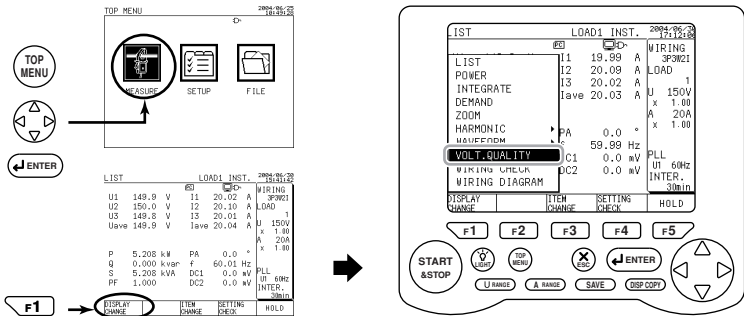 TOP MENU
2004/06/25
10:49:28
TOP
MENU
MEASURE
SETUP
FILE
ENTER
LIST
LOAD1 INST.
2004/06/30
15:41:42
PC
U1 149.9 V I1 20.02 A
U2 150.0 V I2 20.10 A
U3 149.8 V I3 20.01 A
Uave 149.9 V Iave 20.04 A
P 5.208 kW PA 0.0 °
Q 0.000 kvar f 60.01 Hz
S 5.208 kVA DC1 0.0 mV
PF 1.000 DC2 0.0 mV
WIRING
3P3W2I
LOAD
1
U 150V
x 1.00
A 20A
x 1.00
PLL
U1 60Hz
INTER.
30min
DISPLAY
CHANGE
ITEM
CHANGE
SETTING
CHECK
HOLD
F1
LIST
LOAD1 INST.
2004/06/30
PC
LIST
POWER
INTEGRATE
DEMAND
ZOOM
HARMONIC
WAVEFORM
VOLT.QUALITY
WIRING CHECK
WIRING DIAGRAM
I1 19.99 A
I2 20.09 A
I3 20.02 A
Iave 20.03 A
PA 0.0 °
59.99 Hz
C1 0.0 mV
DC2 0.0 mV
WIRING
3P3W2I
LOAD
1
U 150V
x 1.00
A 20A
x 1.00
PLL
U1 60Hz
INTER.
30min
DISPLAY
CHANGE
ITEM
CHANGE
SETTING
CHECK
HOLD
F1
F2
F3
F4
F5
START
&STOP
LIGHT
TOP
MENU
ESC
ENTER
U RANGE
A RANGE
SAVE
DISP COPY